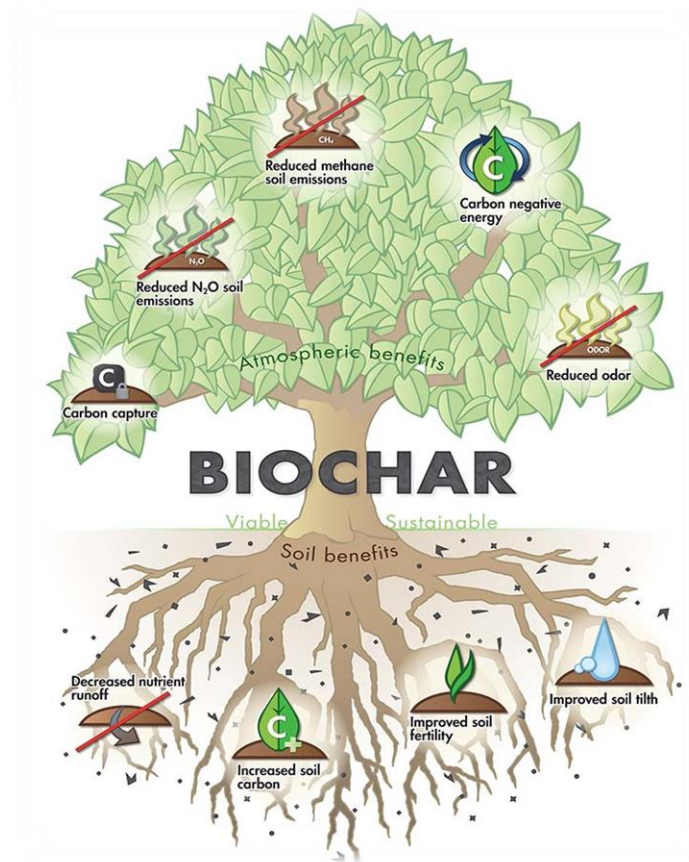 CH₄
Reduced methane
soil emissions
C
Carbon negative
energy
N₂O
Reduced N₂O soil
emissions
ODOR
Reduced odor
Atmospheric benefits
C
Carbon capture
BIOCHAR
Viable
Sustainable
Soil benefits
Decreased nutrient
runoff
C+
Increased soil
carbon
Improved soil
fertility
Improved soil tilth